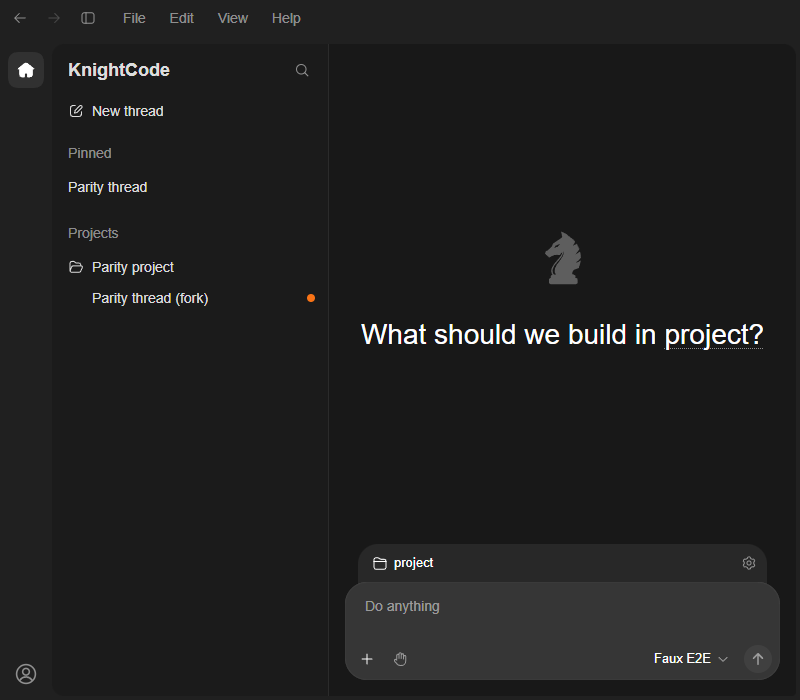 File Edit View Help
KnightCode
New thread
Pinned
Parity thread
Projects
Parity project
Parity thread (fork)
What should we build in project?
project
Do anything
Faux E2E